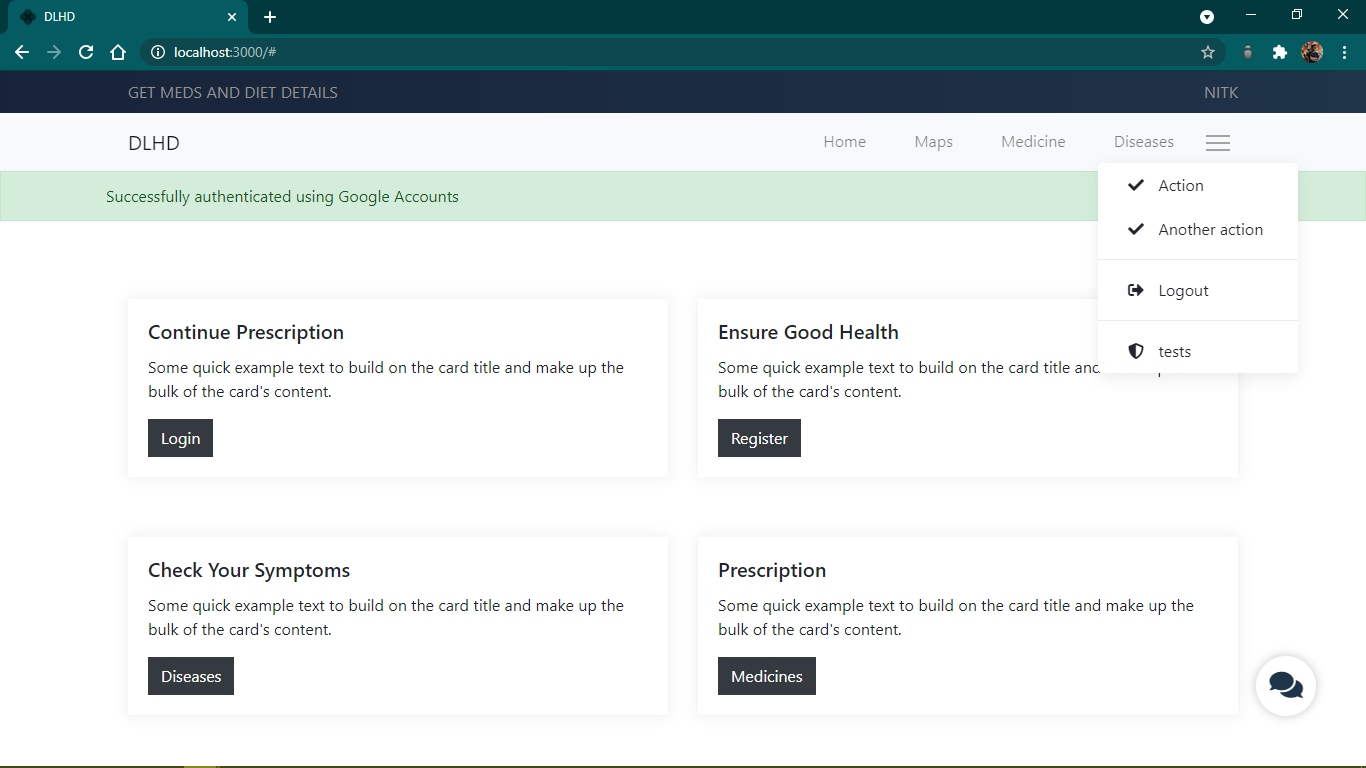 DLHD
localhost:3000/#
GET MEDS AND DIET DETAILS
NITK
DLHD
Home
Maps
Medicine
Diseases
Successfully authenticated using Google Accounts
Action
Another action
Logout
tests
Continue Prescription
Some quick example text to build on the card title and make up the
bulk of the card's content.
Login
Ensure Good Health
Some quick example text to build on the card title and
bulk of the card's content.
Register
Check Your Symptoms
Some quick example text to build on the card title and make up the
bulk of the card's content.
Diseases
Prescription
Some quick example text to build on the card title and make up the
bulk of the card's content.
Medicines